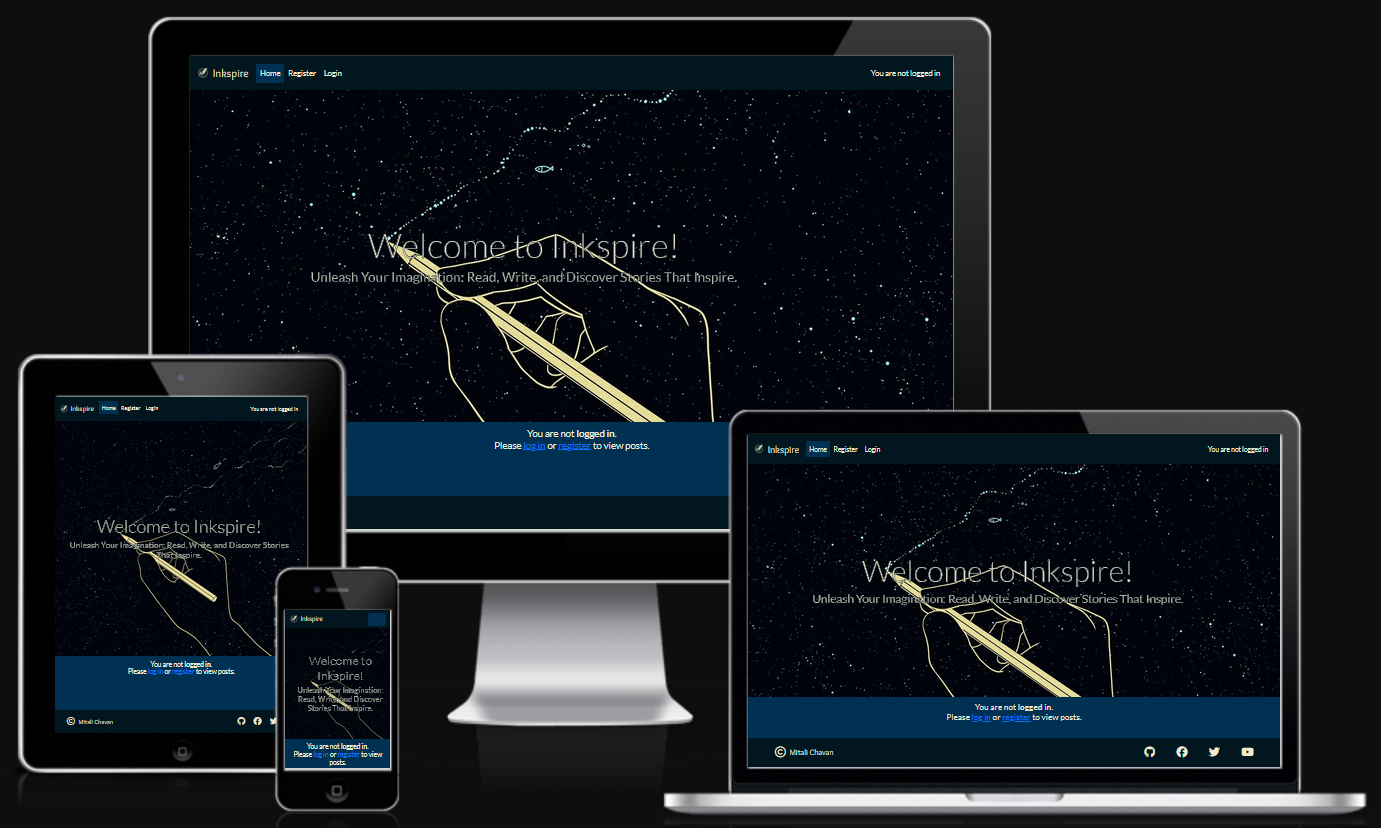 Inkspire Home Register Login You are not logged in
Welcome to Inkspire!
Unleash Your Imagination: Read, Write, and Discover Stories That Inspire.
You are not logged in.
Please log in or register to view posts.
Inkspire Home Register Login You are not logged in
Welcome to Inkspire!
Unleash Your Imagination: Read, Write, and Discover Stories
That Inspire.
You are not logged in.
Please log in or register to view posts.
© Mitali Chavan
Inkspire
Welcome to
Inkspire!
Unleash Your Imagination:
Read, Write, and Discover
Stories That Inspire.
You are not logged in.
Please log in or register to view
posts.
Inkspire Home Register Login You are not logged in
Welcome to Inkspire!
Unleash Your Imagination: Read, Write, and Discover Stories That Inspire.
You are not logged in.
Please log in or register to view posts.
© Mitali Chavan